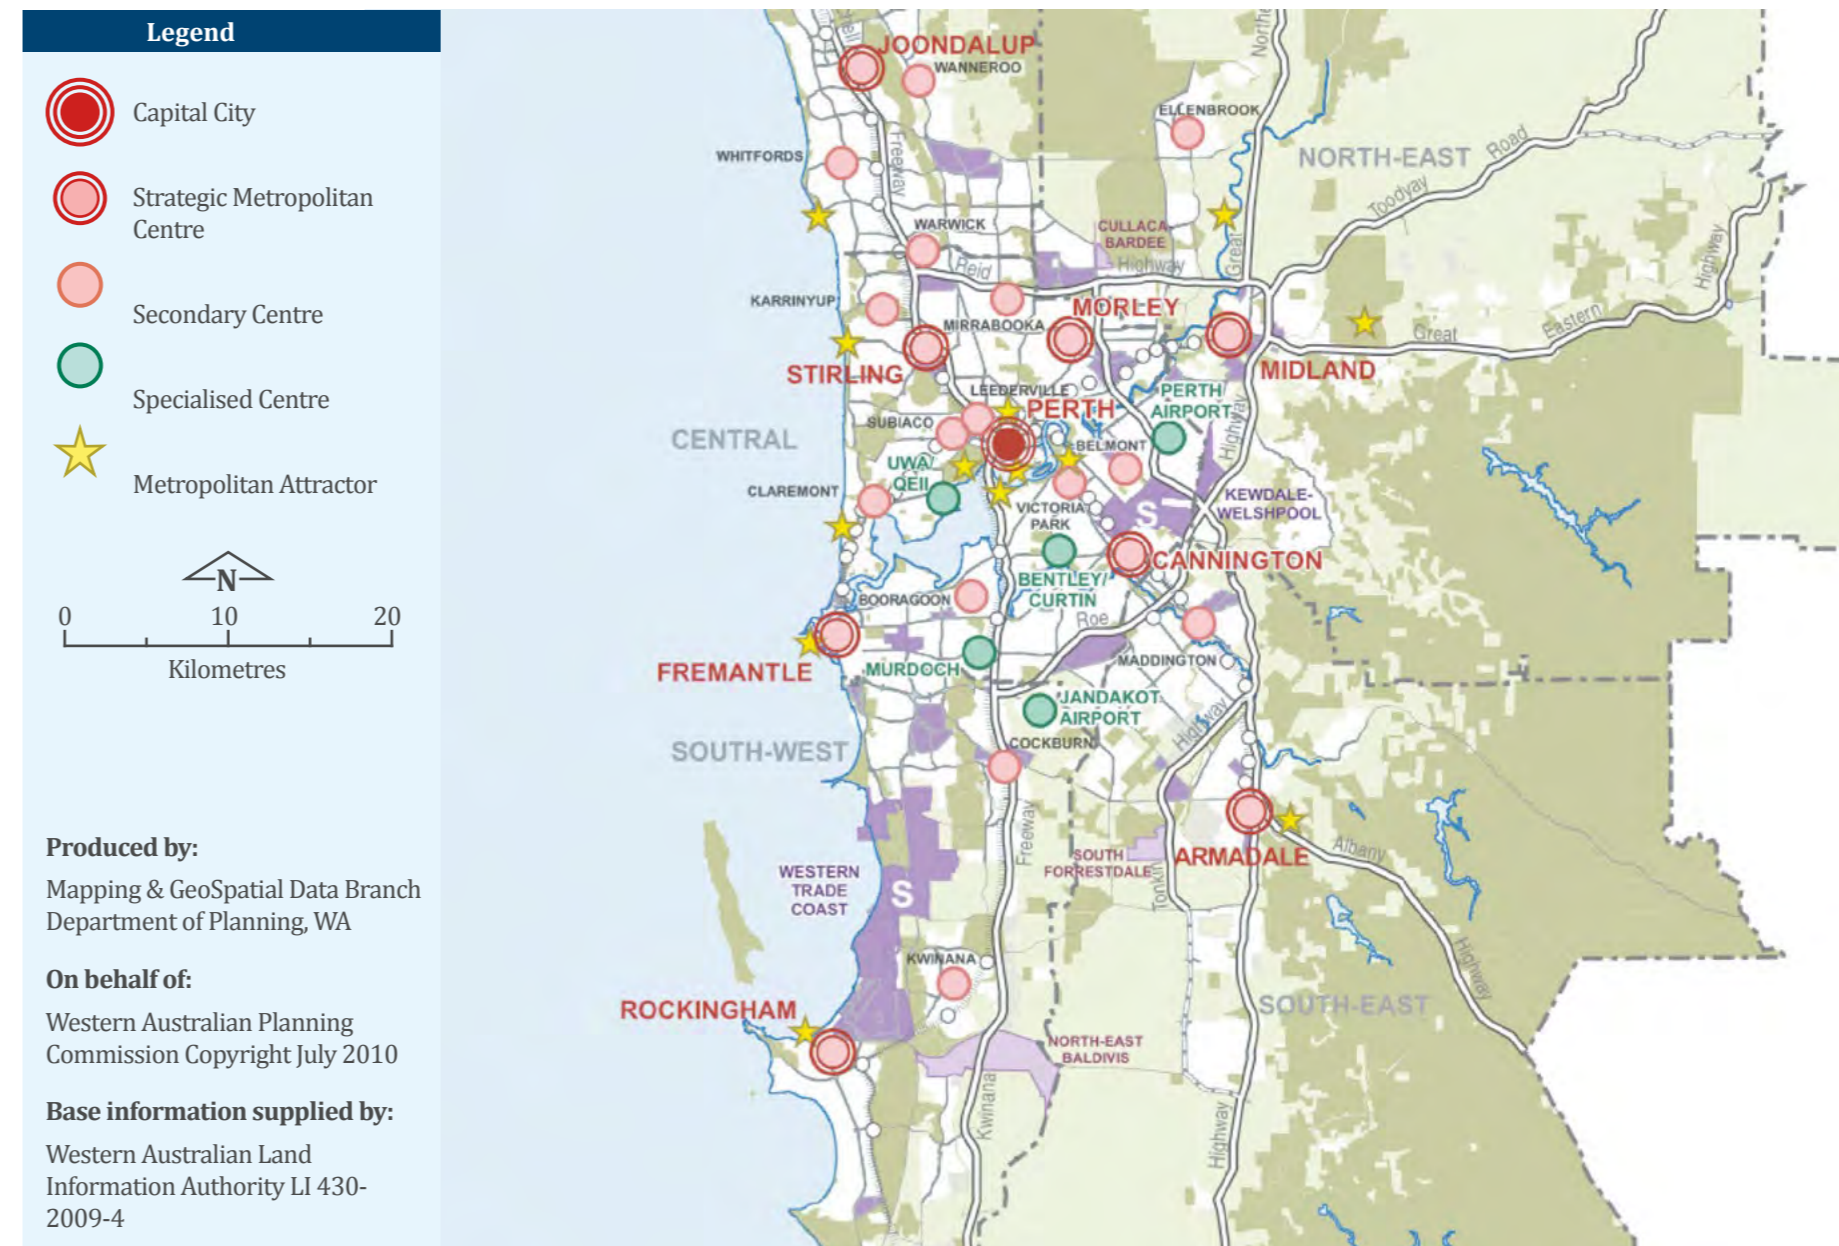 Legend
Capital City
Strategic Metropolitan
Centre
Secondary Centre
Specialised Centre
Metropolitan Attractor
N
0 10 20
Kilometres
Produced by:
Mapping & GeoSpatial Data Branch
Department of Planning, WA
On behalf of:
Western Australian Planning
Commission Copyright July 2010
Base information supplied by:
Western Australian Land
Information Authority LI 430-
2009-4
JOONDALUP
WANNEROO
ELLENBROOK
WHITFORDS
Freeway
NORTH-EAST
Road
Toodyay
WARWICK
CULLACA
BARDEE
Reid
Highway
Great
Highway
KARRINYUP
MIRRABOOKA
MORLEY
STIRLING
MIDLAND
Great
Eastern
LEEDERVILLE
PERTH
PERTH
AIRPORT
SUBIACO
CENTRAL
BELMONT
Highway
UWA/
QEII
CLAREMONT
VICTORIA
PARK
S
KEWDALE-
WELSHPOOL
CANNINGTON
BENTLEY/
CURTIN
BOORAGOON
Roe
FREMANTLE
MURDOCH
MADDINGTON
JANDAKOT
AIRPORT
Highway
SOUTH-WEST
COCKBURN
Freeway
WESTERN
TRADE
COAST
S
SOUTH
FORRESTDALE
Tonkin
ARMADALE
Albany
Highway
KWINANA
ROCKINGHAM
SOUTH-EAST
NORTH-EAST
BALDIVIS
Kwinana
Highway